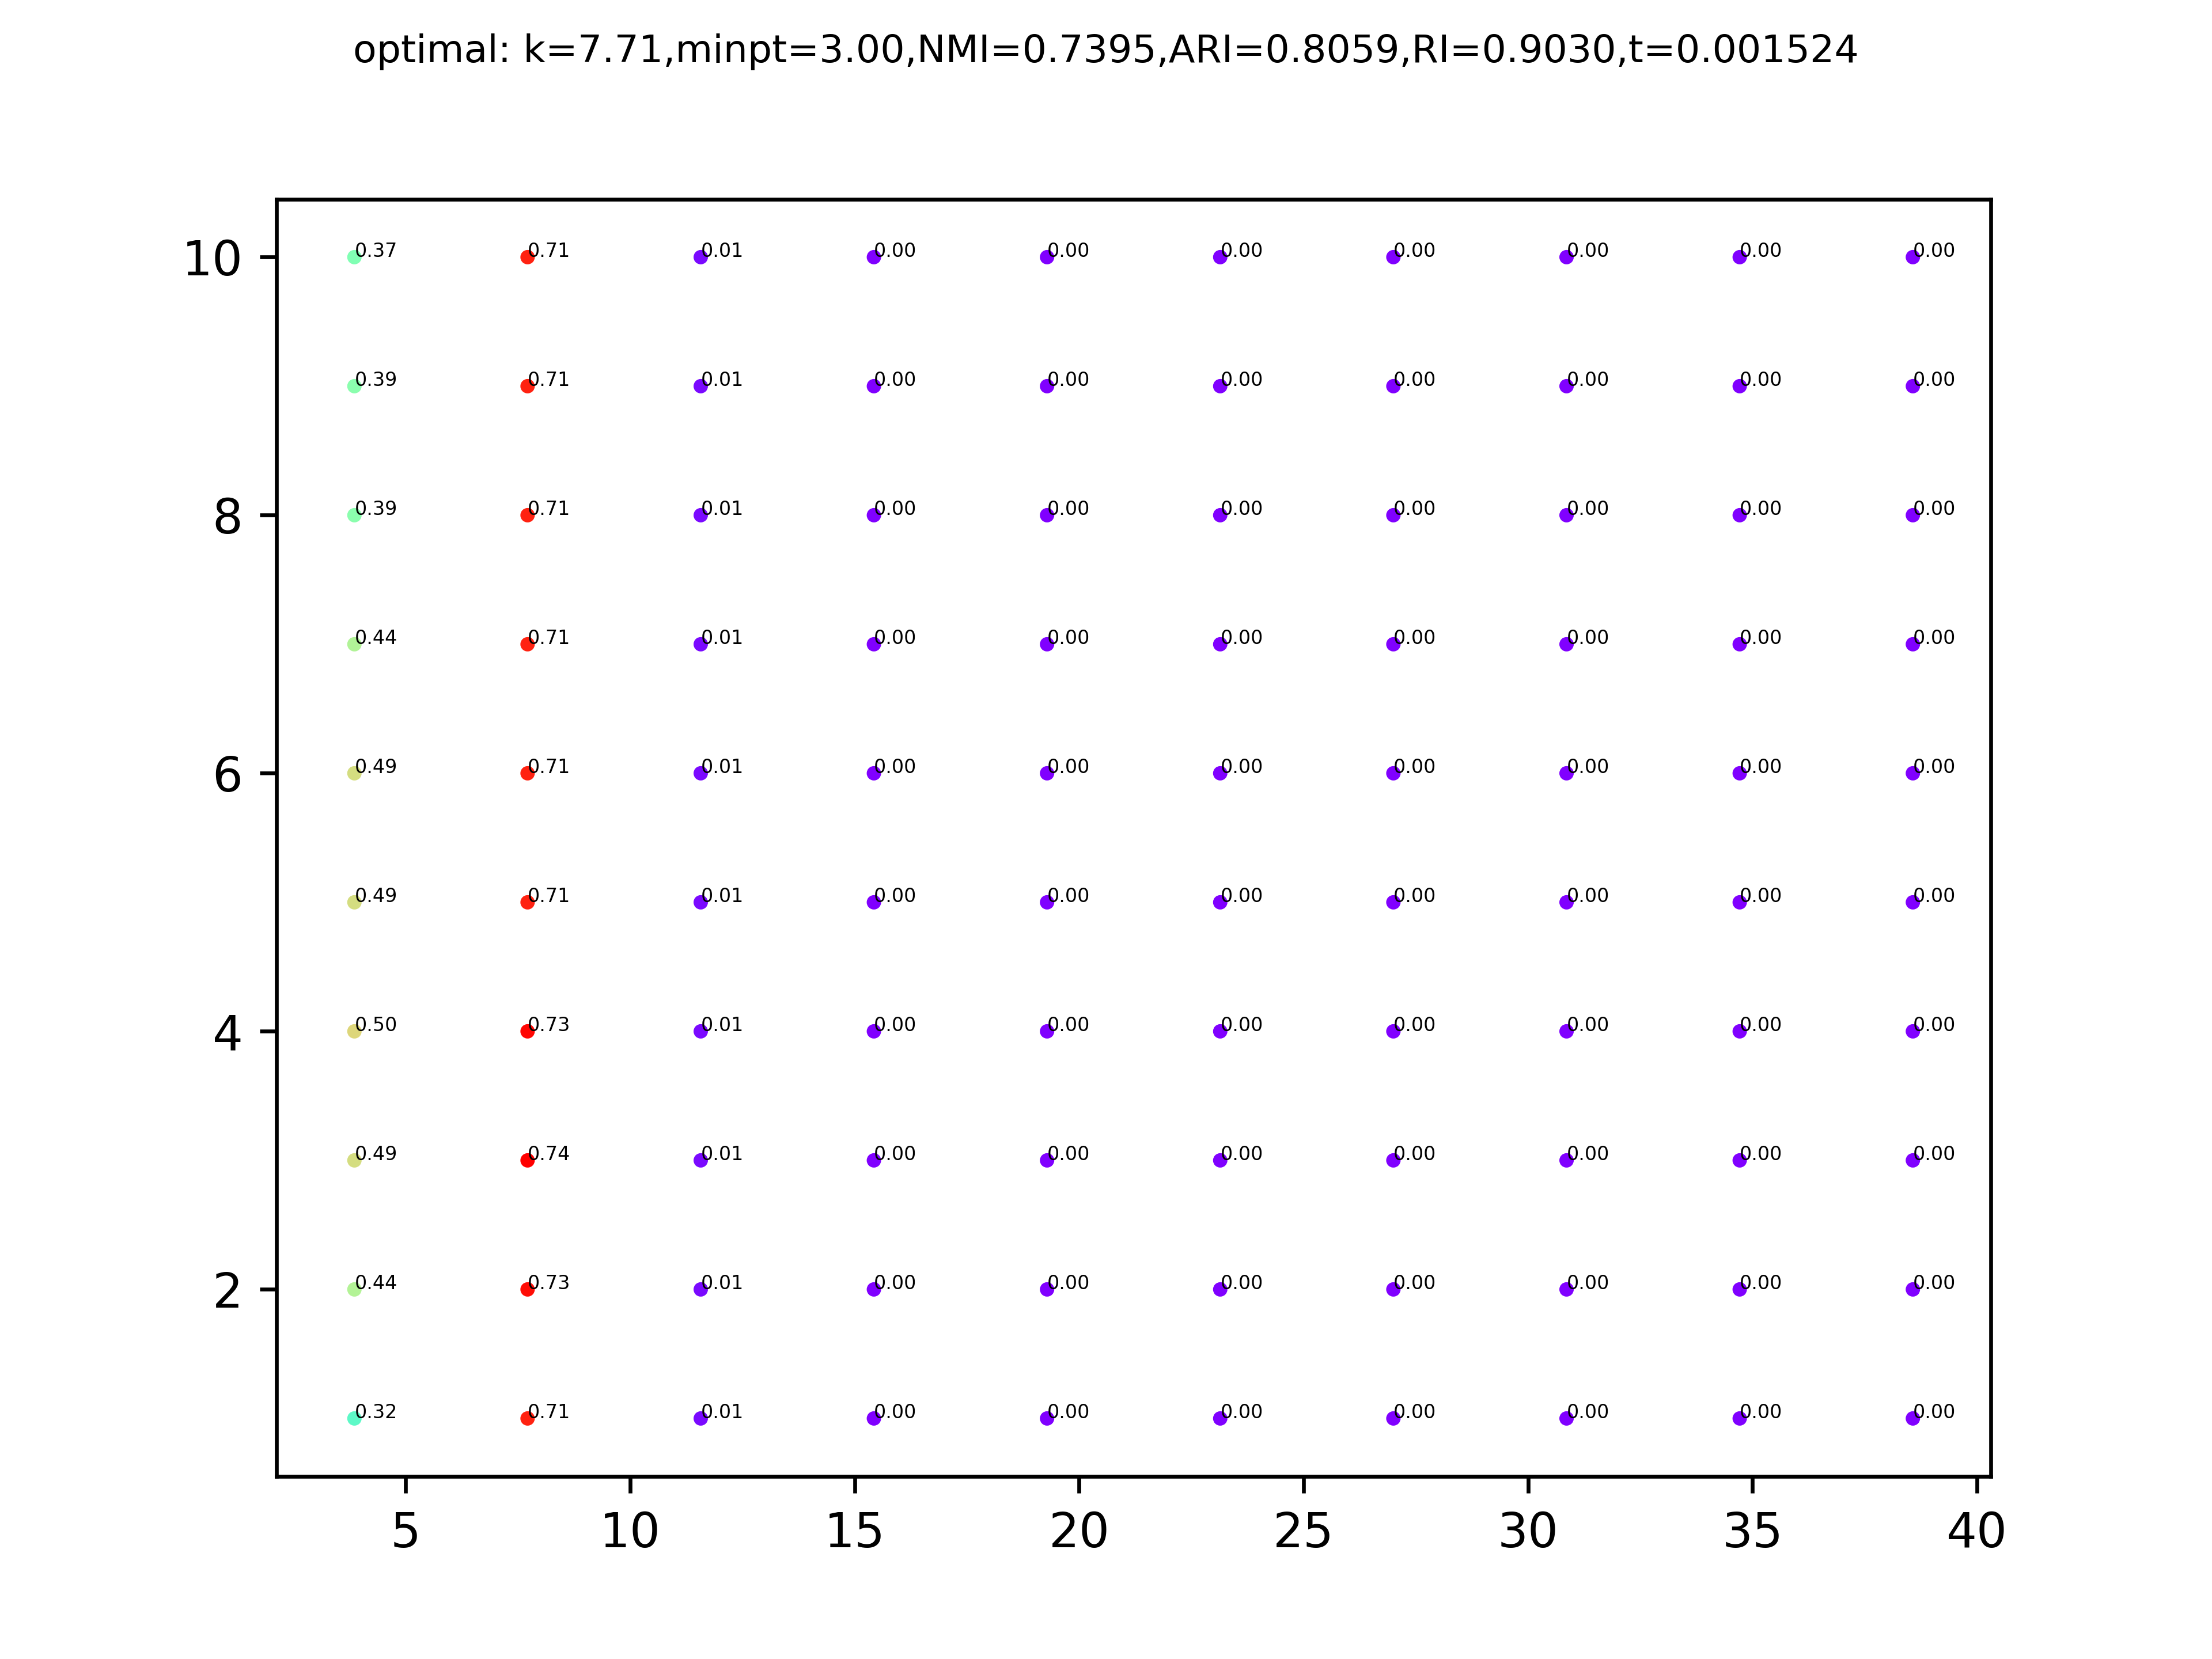 optimal: k=7.71,minpt=3.00,NMI=0.7395,ARI=0.8059,RI=0.9030,t=0.001524
10 0.37 0.71 0.01 0.00 0.00 0.00 0.00 0.00 0.00 0.00
0.39 0.71 0.01 0.00 0.00 0.00 0.00 0.00 0.00 0.00
8 0.39 0.71 0.01 0.00 0.00 0.00 0.00 0.00 0.00 0.00
0.44 0.71 0.01 0.00 0.00 0.00 0.00 0.00 0.00 0.00
6 0.49 0.71 0.01 0.00 0.00 0.00 0.00 0.00 0.00 0.00
0.49 0.71 0.01 0.00 0.00 0.00 0.00 0.00 0.00 0.00
4 0.50 0.73 0.01 0.00 0.00 0.00 0.00 0.00 0.00 0.00
0.49 0.74 0.01 0.00 0.00 0.00 0.00 0.00 0.00 0.00
2 0.44 0.73 0.01 0.00 0.00 0.00 0.00 0.00 0.00 0.00
0.32 0.71 0.01 0.00 0.00 0.00 0.00 0.00 0.00 0.00
5 10 15 20 25 30 35 40